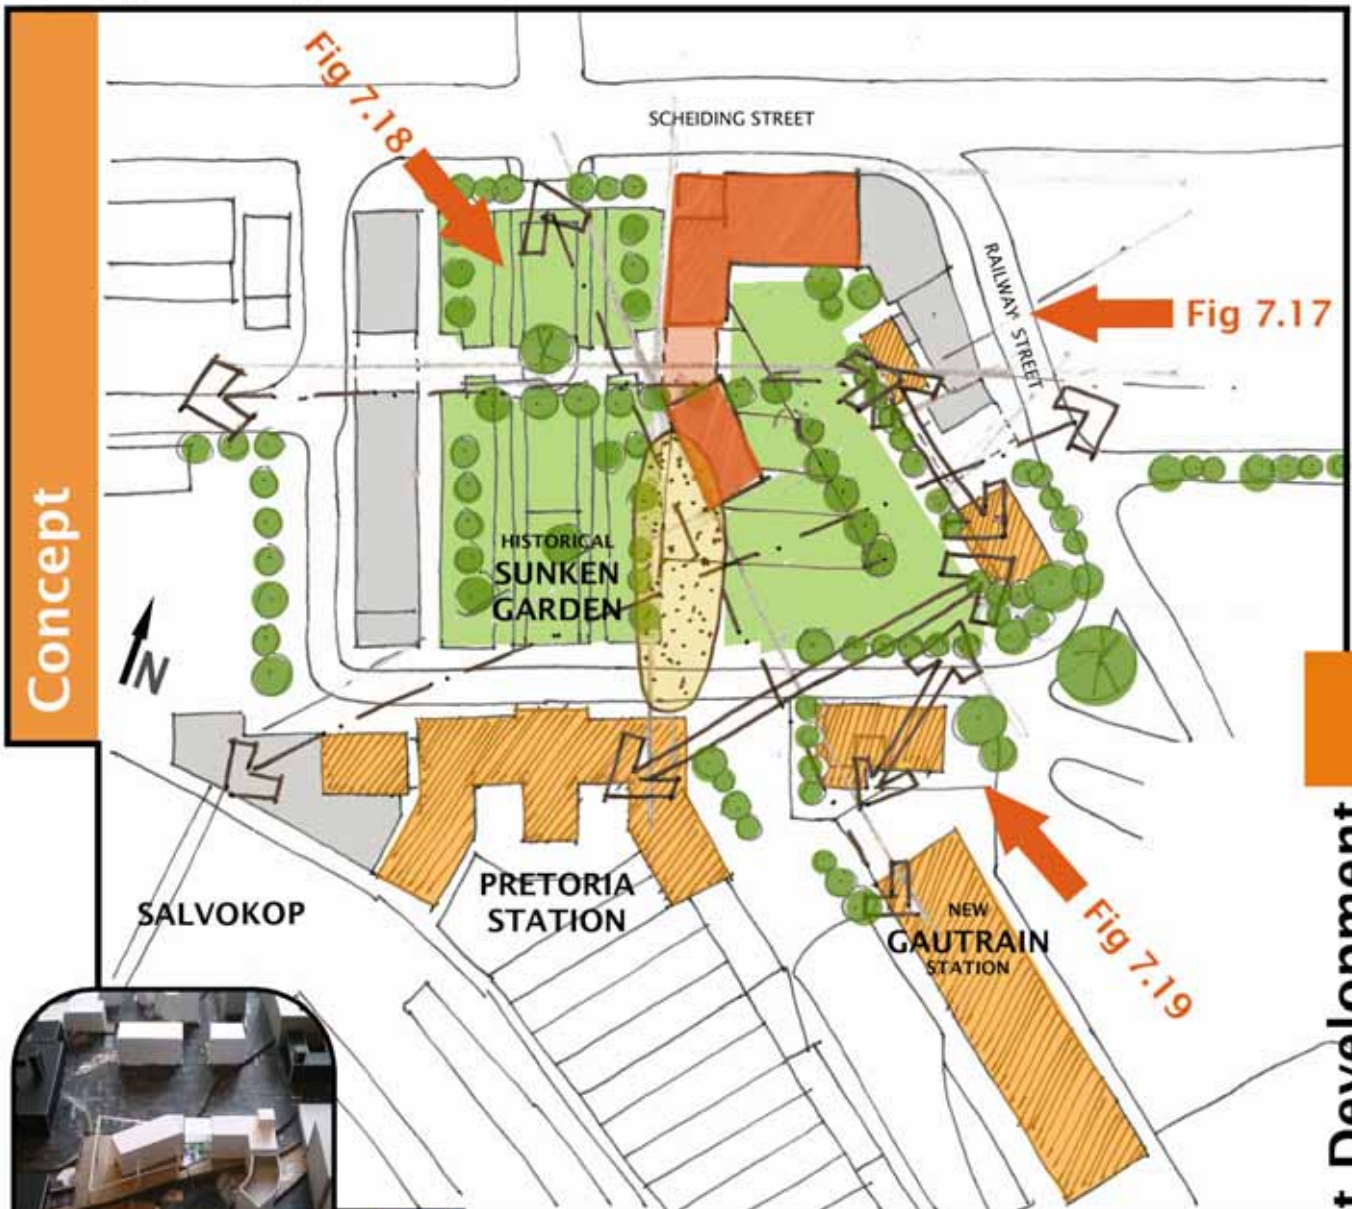 Concept
Fig 7.18
SCHEIDING STREET
RAILWAY STREET
Fig 7.17
HISTORICAL
SUNKEN
GARDEN
N
SALVOKOP
PRETORIA
STATION
NEW
GAUTRAIN
STATION
Fig 7.19
t Development